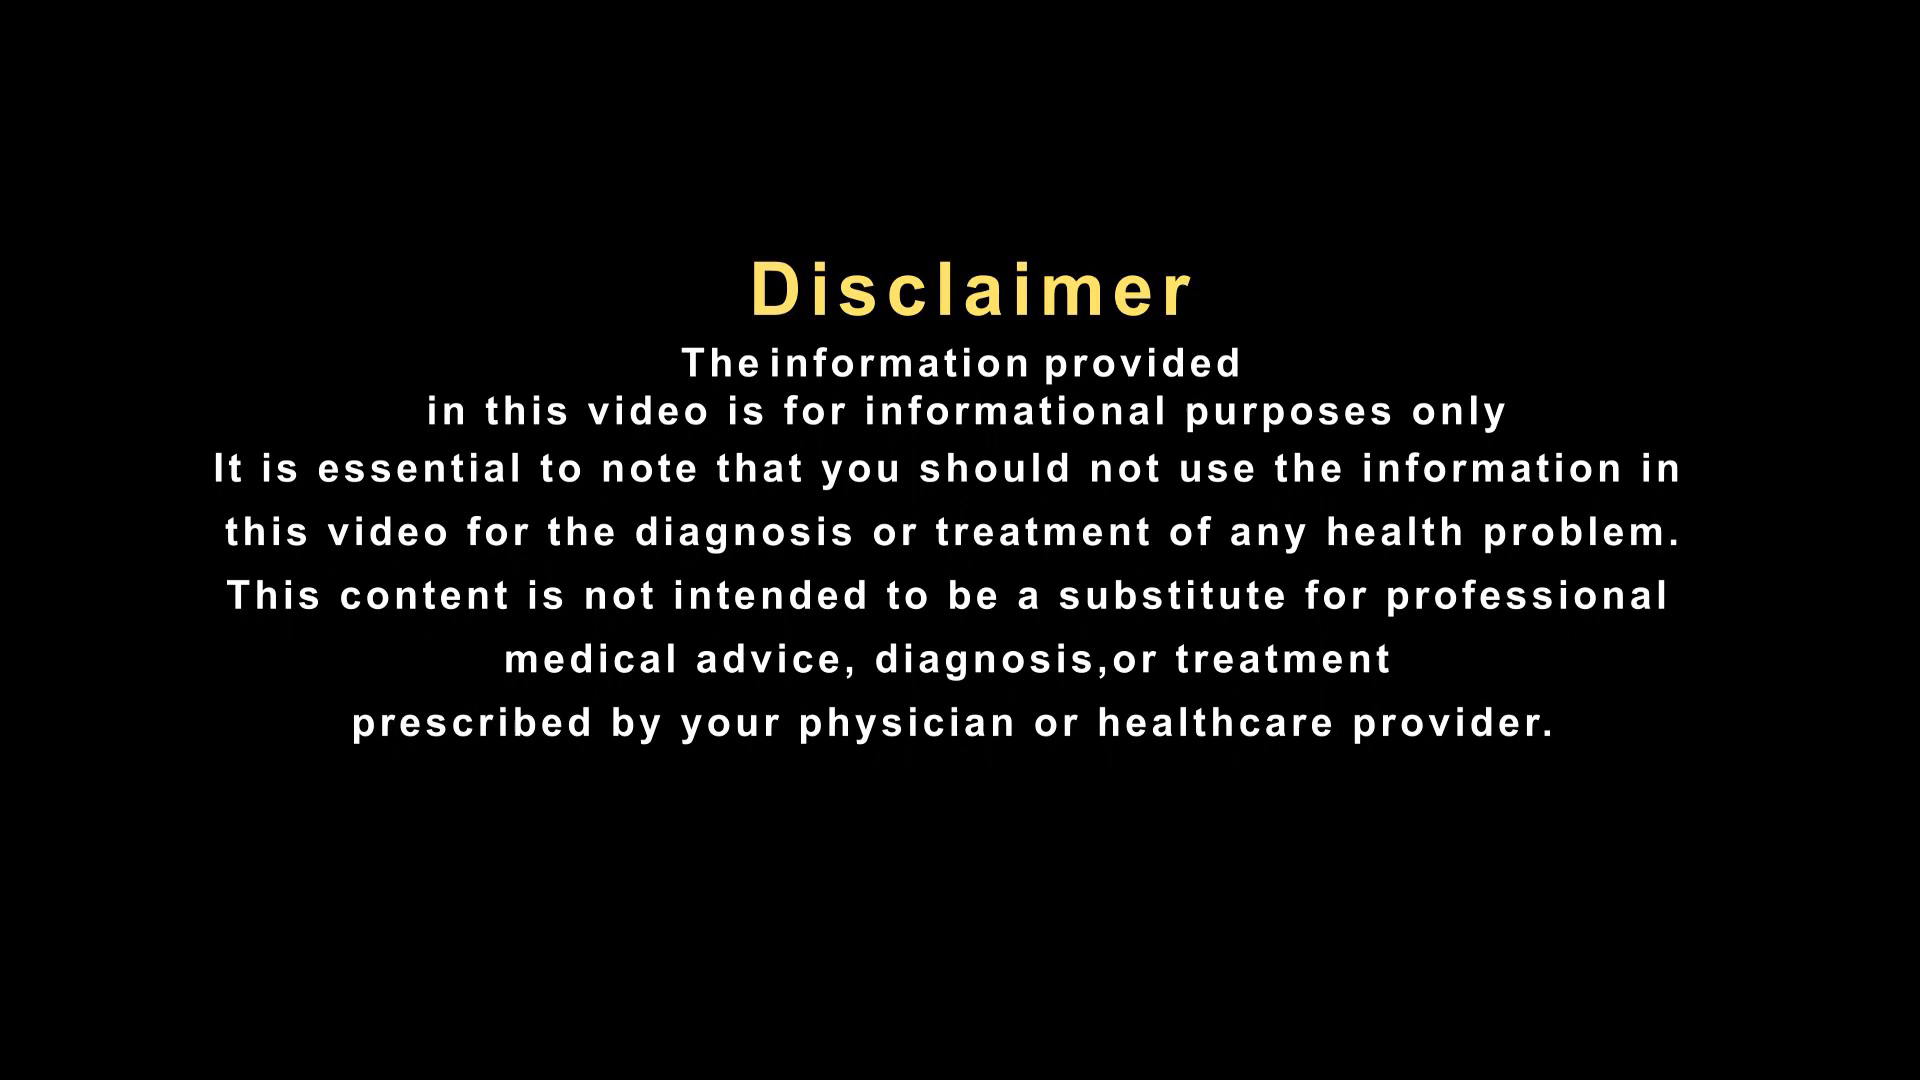 Disclaimer
The information provided
in this video is for informational purposes only
It is essential to note that you should not use the information in
this video for the diagnosis or treatment of any health problem.
This content is not intended to be a substitute for professional
medical advice, diagnosis,or treatment
prescribed by your physician or healthcare provider.